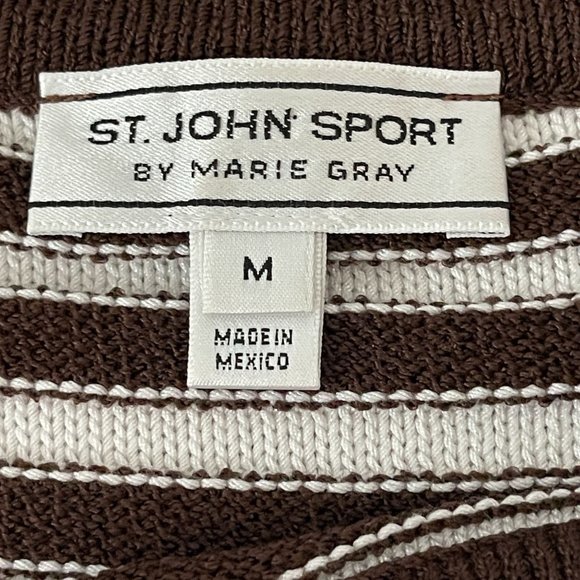 ST. JOHN SPORT
BY MARIE GRAY
M
MADE IN
MEXICO